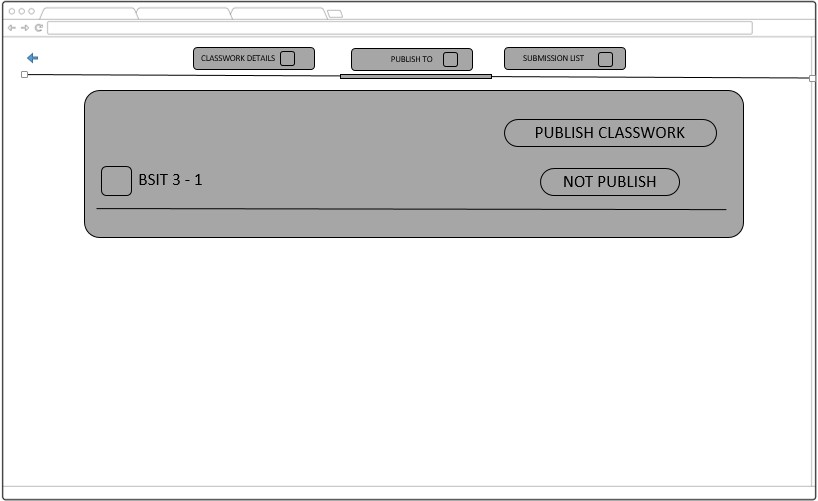 CLASSWORK DETAILS
PUBLISH TO
SUBMISSION LIST
PUBLISH CLASSWORK
BSIT 3 - 1
NOT PUBLISH